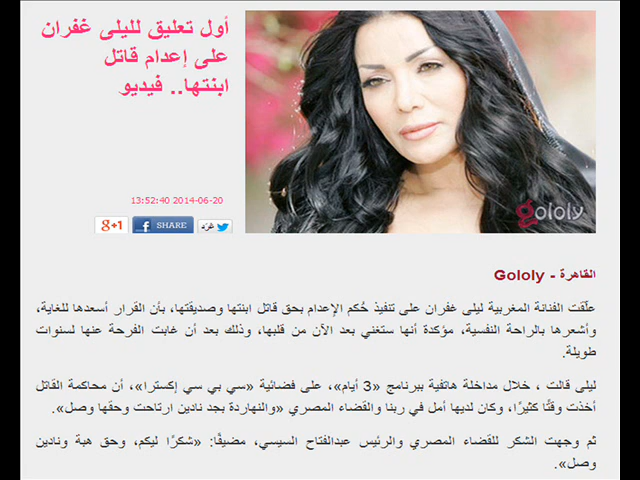 أول تعليق لليلى غفران
على إعدام قاتل
ابنتها.. فيديو
2014-06-20 13:52:40
g+1
f SHARE
غرّد
gololy
القاهرة - Gololy
علّقت الفنانة المغربية ليلى غفران على تنفيذ حُكم الإعدام بحق قاتل ابنتها وصديقتها، بأن القرار أسعدها للغاية،
وأشعرها بالراحة النفسية، مؤكدة أنها ستغني بعد الآن من قلبها، وذلك بعد أن غابت الفرحة عنها لسنوات
طويلة.
ليلى قالت ، خلال مداخلة هاتفية ببرنامج «3 أيام»، على فضائية «سي بي سي إكسترا»، أن محاكمة القاتل
أخذت وقتًا كثيرًا، وكان لديها أمل في ربنا والقضاء المصري «والنهاردة بجد نادين ارتاحت وحقها وصل».
ثم وجهت الشكر للقضاء المصري والرئيس عبدالفتاح السيسي، مضيفًا: «شكرًا ليكم، وحق هبة ونادين
وصل».